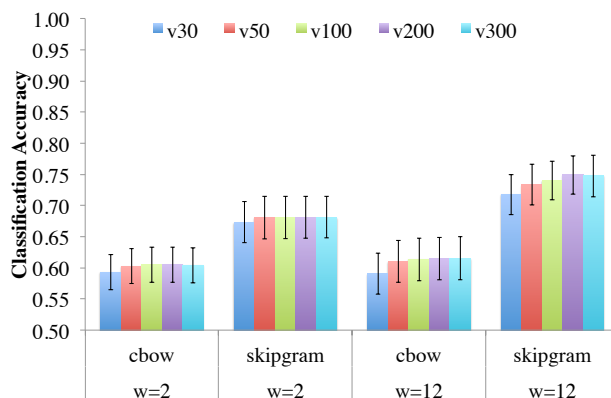 v30 v50 v100 v200 v300
Classification Accuracy
1.00
0.95
0.90
0.85
0.80
0.75
0.70
0.65
0.60
0.55
0.50
cbow skipgram cbow skipgram
w=2 w=2 w=12 w=12